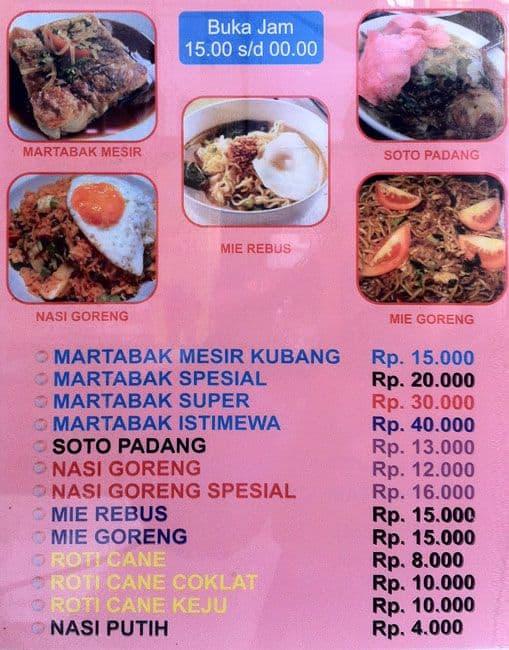 Buka Jam
15.00 s/d 00.00
MARTABAK MESIR
SOTO PADANG
MIE REBUS
NASI GORENG
MIE GORENG
MARTABAK MESIR KUBANG Rp. 15.000
MARTABAK SPESIAL Rp. 20.000
MARTABAK SUPER Rp. 30.000
MARTABAK ISTIMEWA Rp. 40.000
SOTO PADANG Rp. 13.000
NASI GORENG Rp. 12.000
NASI GORENG SPESIAL Rp. 16.000
MIE REBUS Rp. 15.000
MIE GORENG Rp. 15.000
ROTI CANE Rp. 8.000
ROTI CANE COKLAT Rp. 10.000
ROTI CANE KEJU Rp. 10.000
NASI PUTIH Rp. 4.000